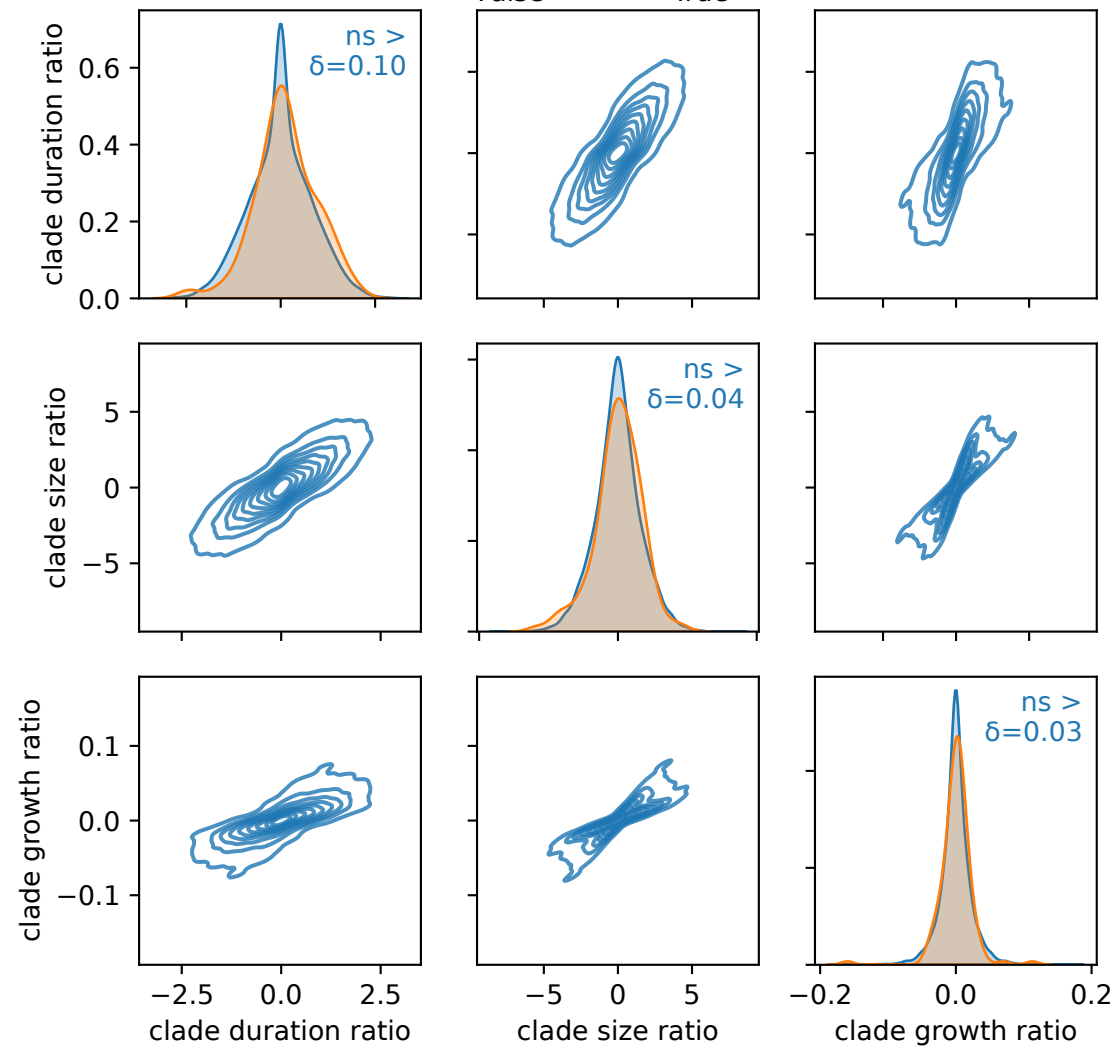 clade duration ratio
0.6
0.4
0.2
0.0
ns >
δ=0.10
clade size ratio
5
0
−5
ns >
δ=0.04
clade growth ratio
0.1
0.0
−0.1
ns >
δ=0.03
−2.5 0.0 2.5
clade duration ratio
−5 0 5
clade size ratio
−0.2 0.0 0.2
clade growth ratio